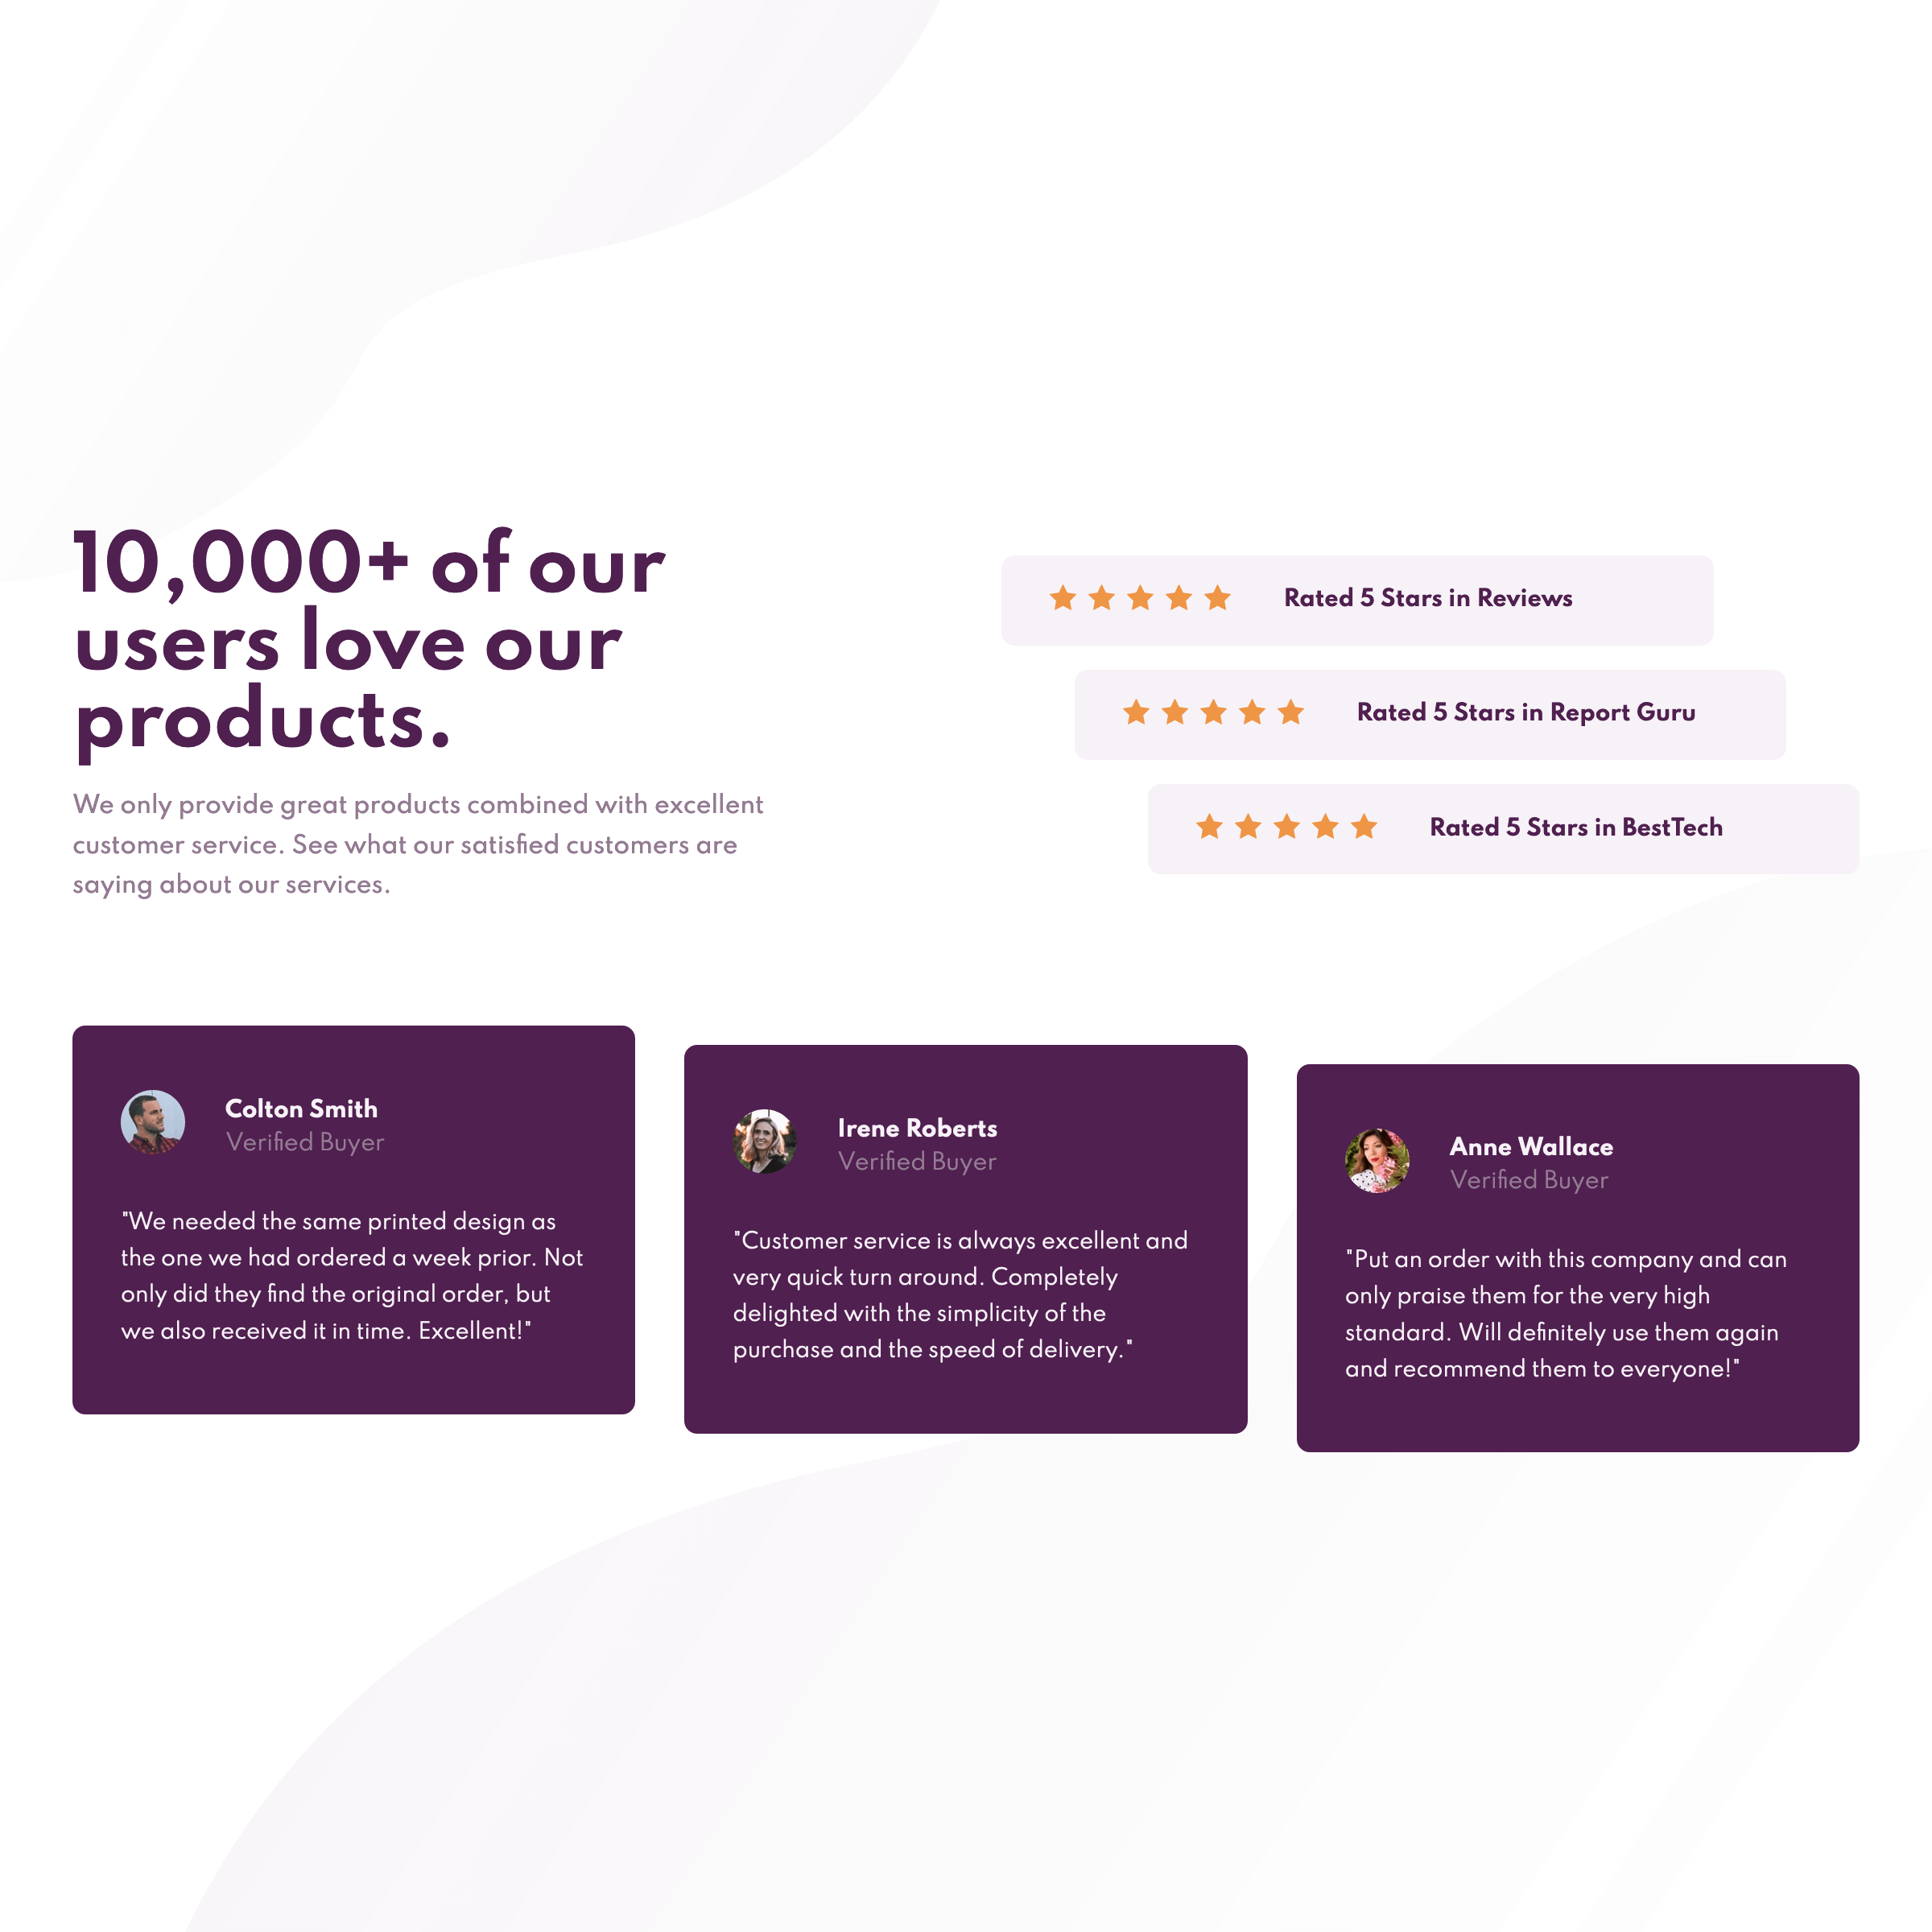 10,000+ of our
users love our
products.
We only provide great products combined with excellent
customer service. See what our satisfied customers are
saying about our services.
Rated 5 Stars in Reviews
Rated 5 Stars in Report Guru
Rated 5 Stars in BestTech
Colton Smith
Verified Buyer
"We needed the same printed design as
the one we had ordered a week prior. Not
only did they find the original order, but
we also received it in time. Excellent!"
Irene Roberts
Verified Buyer
"Customer service is always excellent and
very quick turn around. Completely
delighted with the simplicity of the
purchase and the speed of delivery."
Anne Wallace
Verified Buyer
"Put an order with this company and can
only praise them for the very high
standard. Will definitely use them again
and recommend them to everyone!"